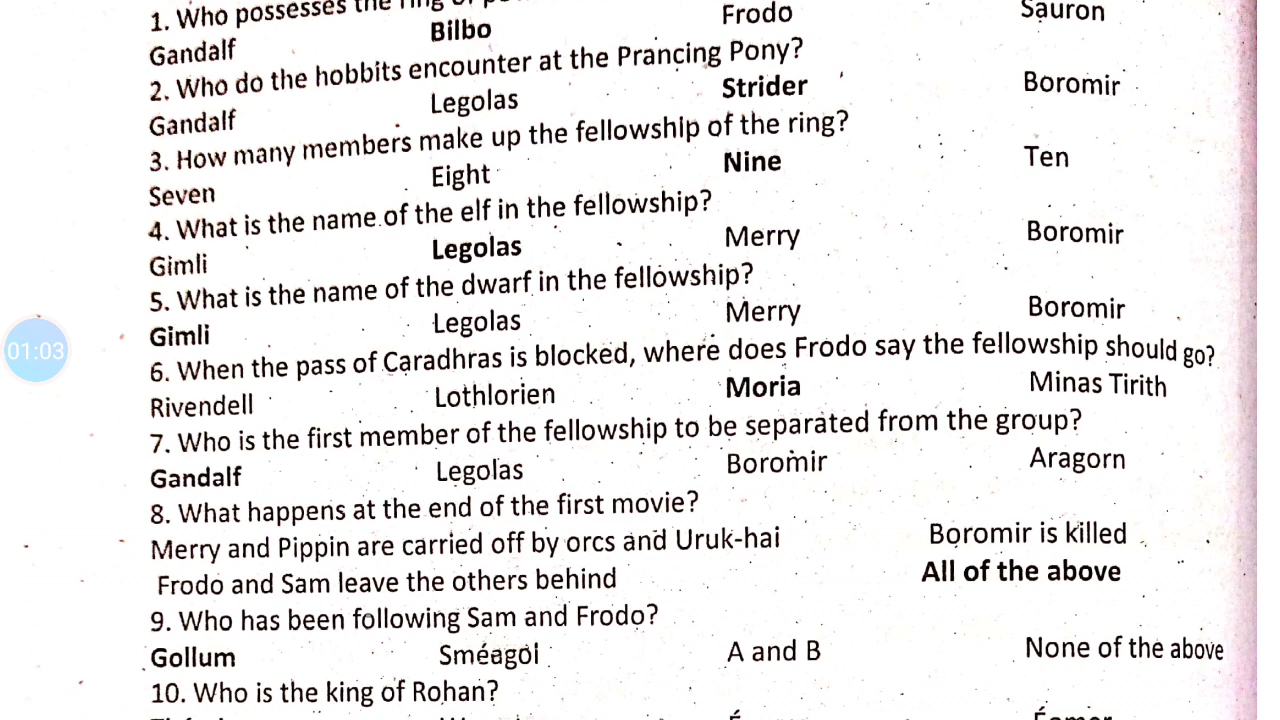 1. Who possesses the ring of
Gandalf Bilbo Frodo Sauron
2. Who do the hobbits encounter at the Prancing Pony?
Gandalf Legolas Strider Boromir
3. How many members make up the fellowship of the ring?
Seven Eight Nine Ten
4. What is the name of the elf in the fellowship?
Gimli Legolas Merry Boromir
5. What is the name of the dwarf in the fellowship?
Gimli Legolas Merry Boromir
01:03
6. When the pass of Caradhras is blocked, where does Frodo say the fellowship should go?
Rivendell Lothlorien Moria Minas Tirith
7. Who is the first member of the fellowship to be separated from the group?
Gandalf Legolas Boromir Aragorn
8. What happens at the end of the first movie?
Merry and Pippin are carried off by orcs and Uruk-hai Boromir is killed
Frodo and Sam leave the others behind All of the above
9. Who has been following Sam and Frodo?
Gollum Sméagol A and B None of the above
10. Who is the king of Rohan?